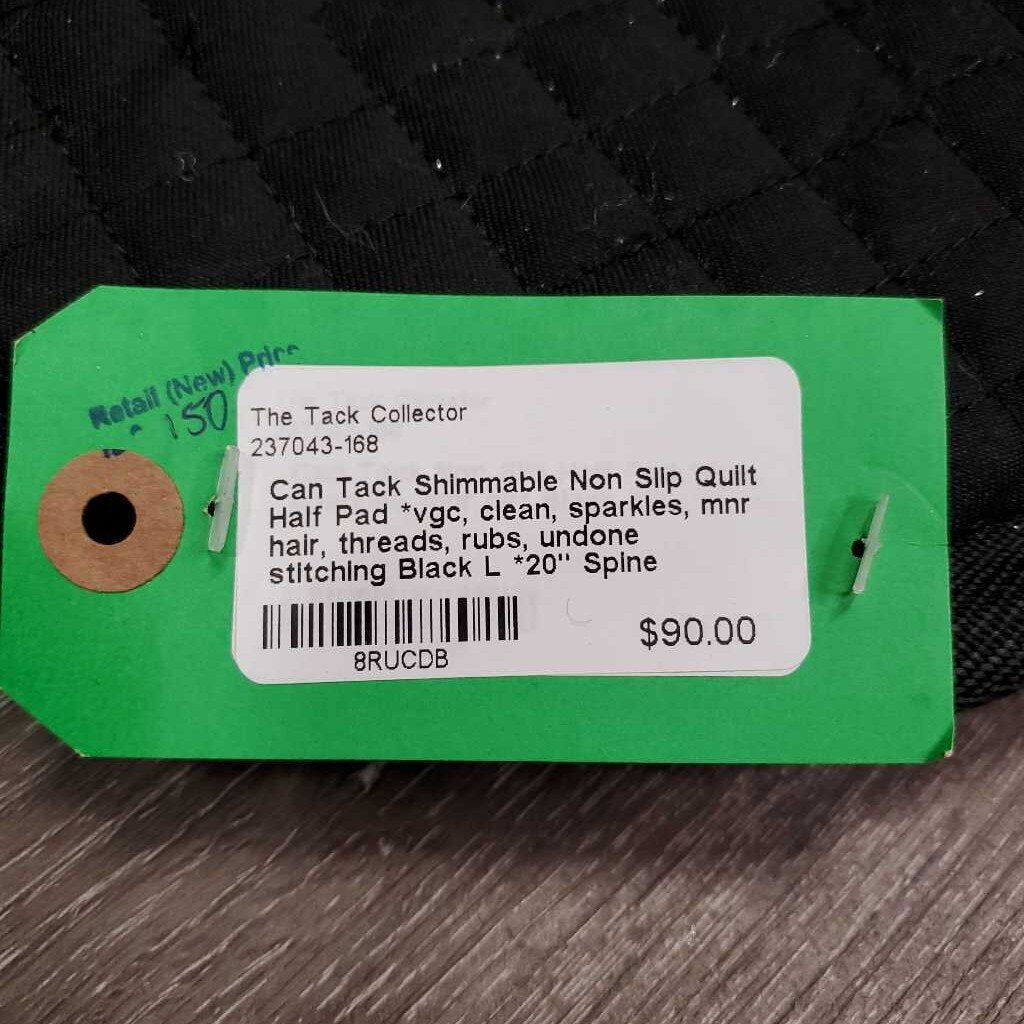 Retail (New) Price
150
The Tack Collector
237043-168
Can Tack Shimmable Non Slip Quilt
Half Pad *vgc, clean, sparkles, mnr
hair, threads, rubs, undone
stitching Black L *20" Spine
8RUCDB
$90.00